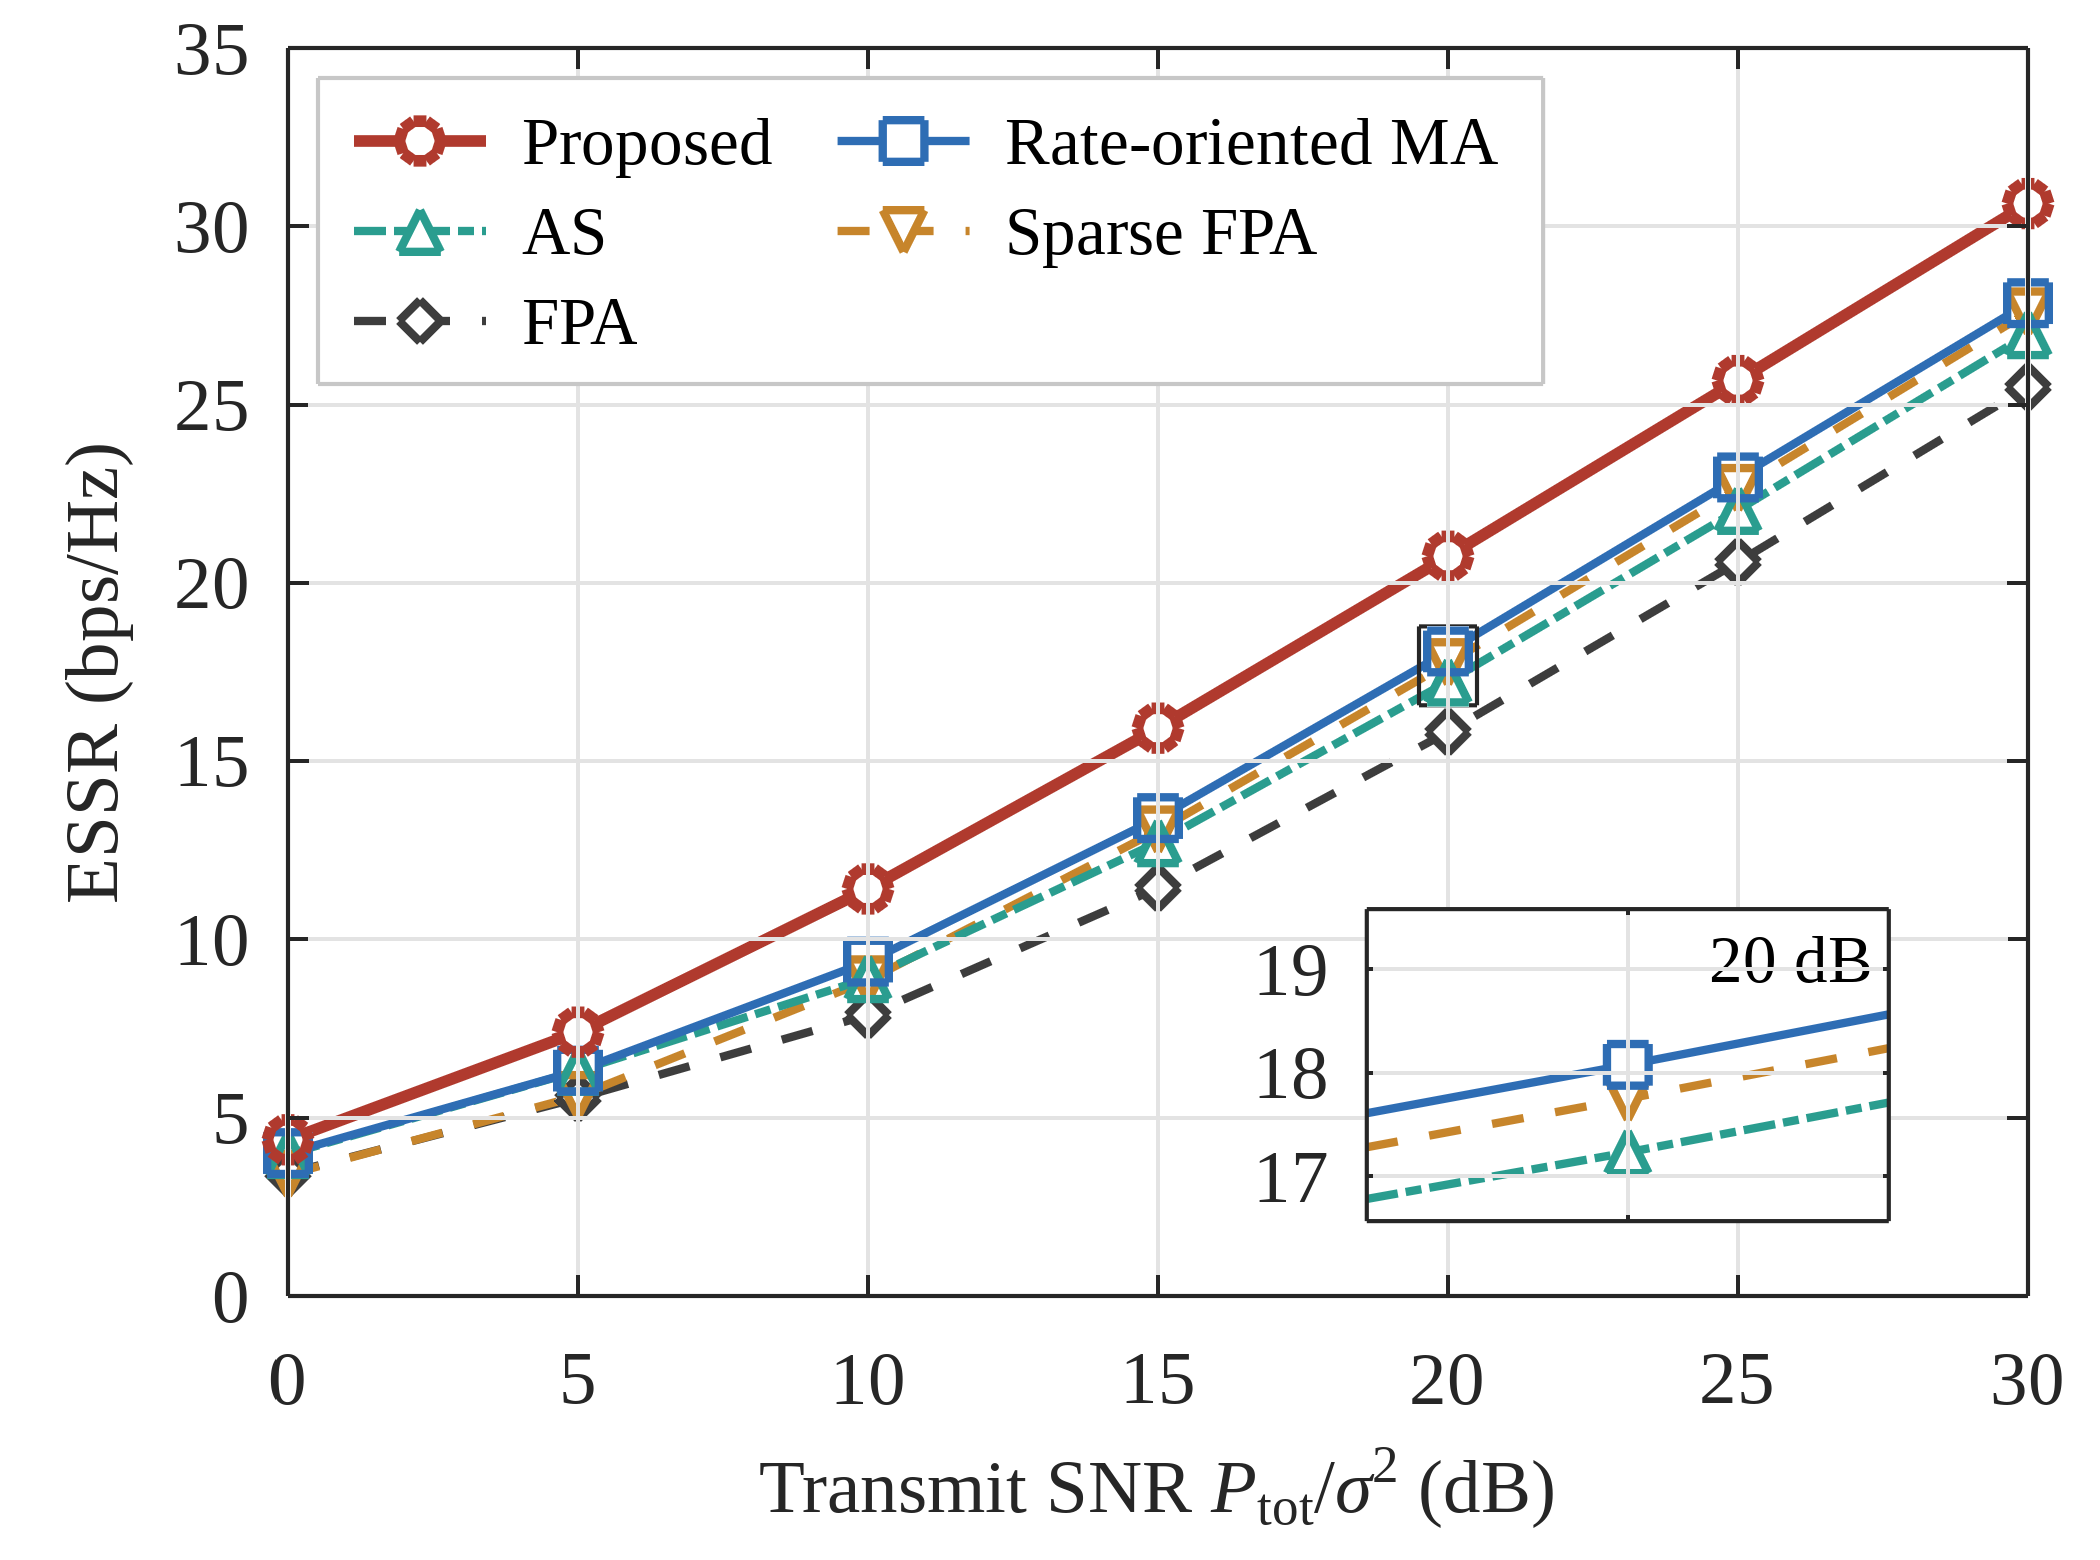 35
30
25
20
15
10
5
0
ESSR (bps/Hz)
Proposed
Rate-oriented MA
AS
Sparse FPA
FPA
20 dB
19
18
17
0 5 10 15 20 25 30
Transmit SNR P_tot/σ² (dB)